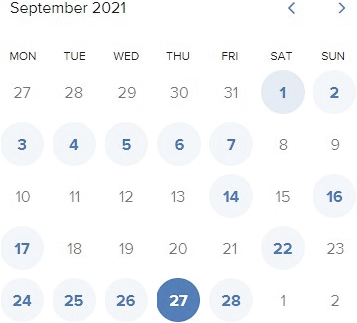 September 2021
MON TUE WED THU FRI SAT SUN
27 28 29 30 31 1 2
3 4 5 6 7 8 9
10 11 12 13 14 15 16
17 18 19 20 21 22 23
24 25 26 27 28 1 2